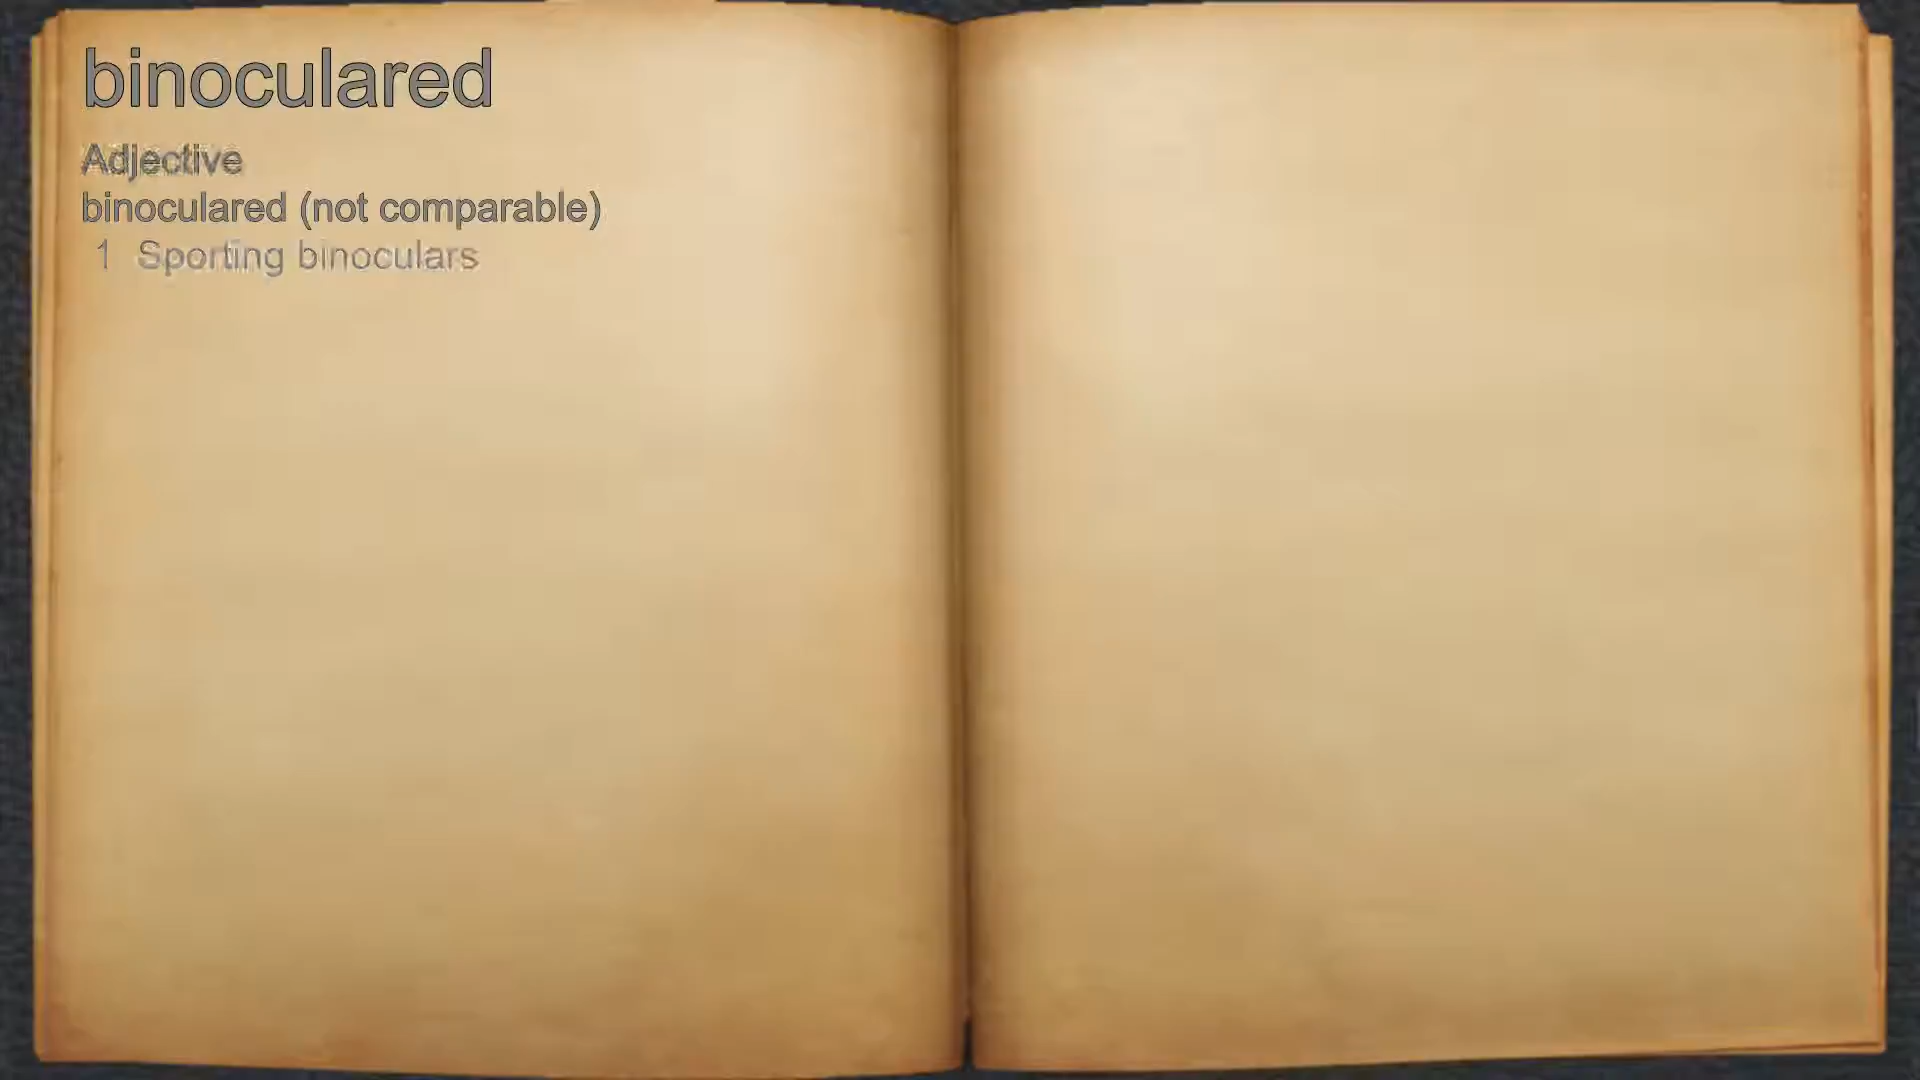 binoculared
Adjective
binoculared (not comparable)
1 Sporting binoculars